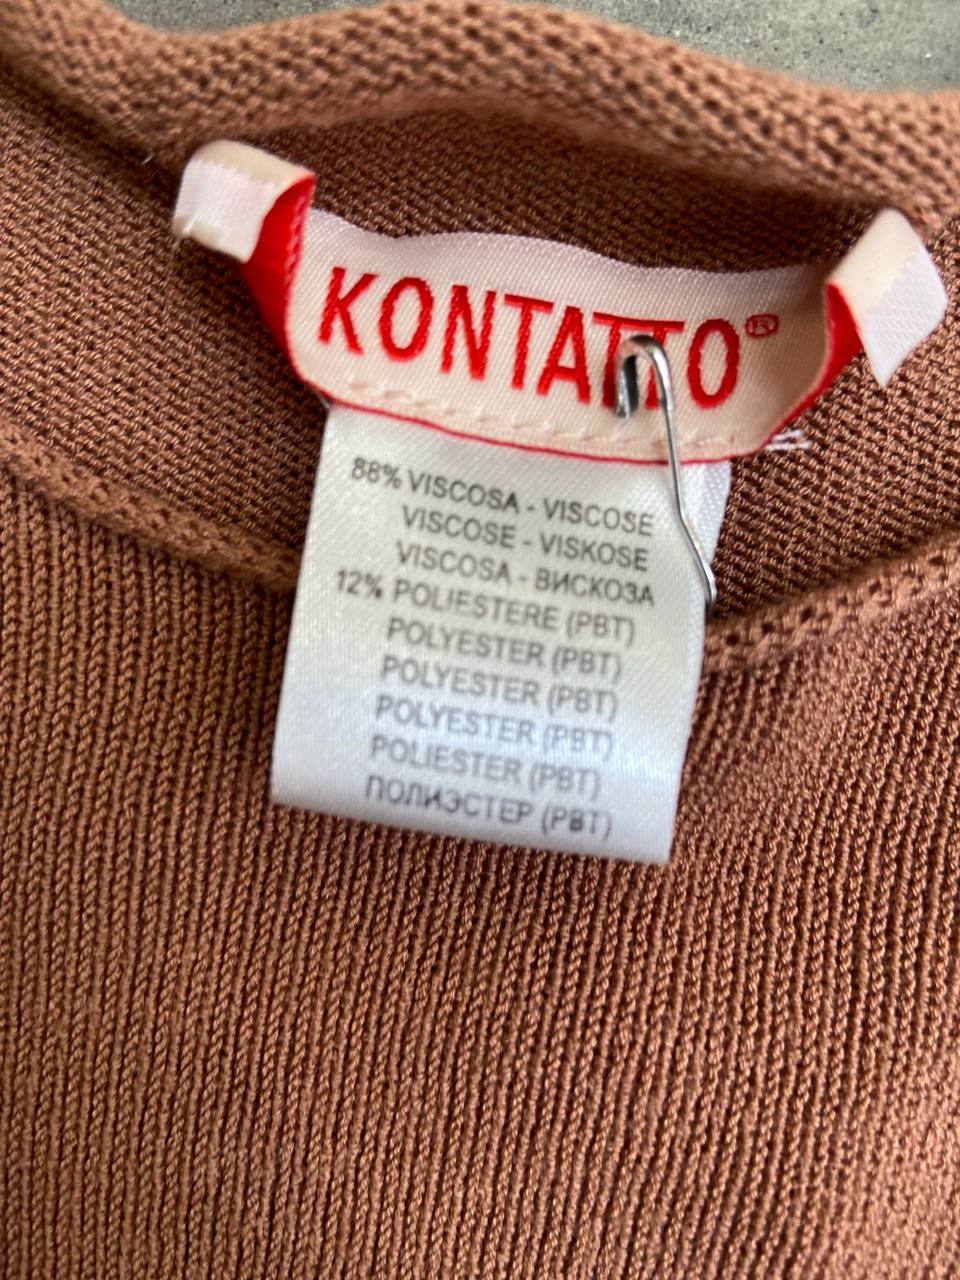 KONTATTO®
88% VISCOSA - VISCOSE
VISCOSE - VISKOSE
VISCOSA - ВИСКОЗА
12% POLIESTERE (PBT)
POLYESTER (PBT)
POLYESTER (PBT)
POLYESTER (PBT)
POLIESTER (PBT)
ПОЛИЭСТЕР (PBT)